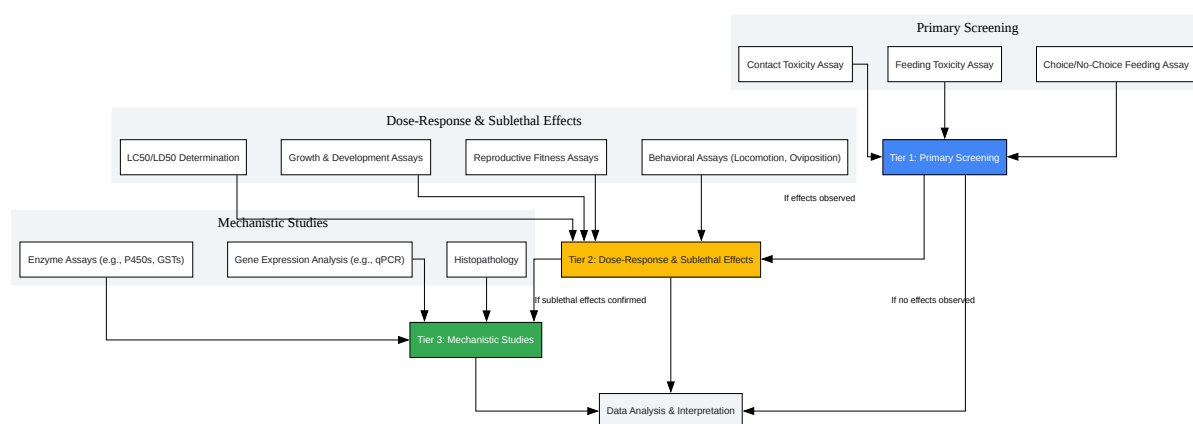 Primary Screening
Contact Toxicity Assay
Feeding Toxicity Assay
Choice/No-Choice Feeding Assay
Dose-Response & Sublethal Effects
LC50/LD50 Determination
Growth & Development Assays
Reproductive Fitness Assays
Behavioral Assays (Locomotion, Oviposition)
Tier 1: Primary Screening
If effects observed
Mechanistic Studies
Enzyme Assays (e.g., P450s, GSTs)
Gene Expression Analysis (e.g., qPCR)
Histopathology
Tier 2: Dose-Response & Sublethal Effects
If sublethal effects confirmed
If no effects observed
Tier 3: Mechanistic Studies
Data Analysis & Interpretation